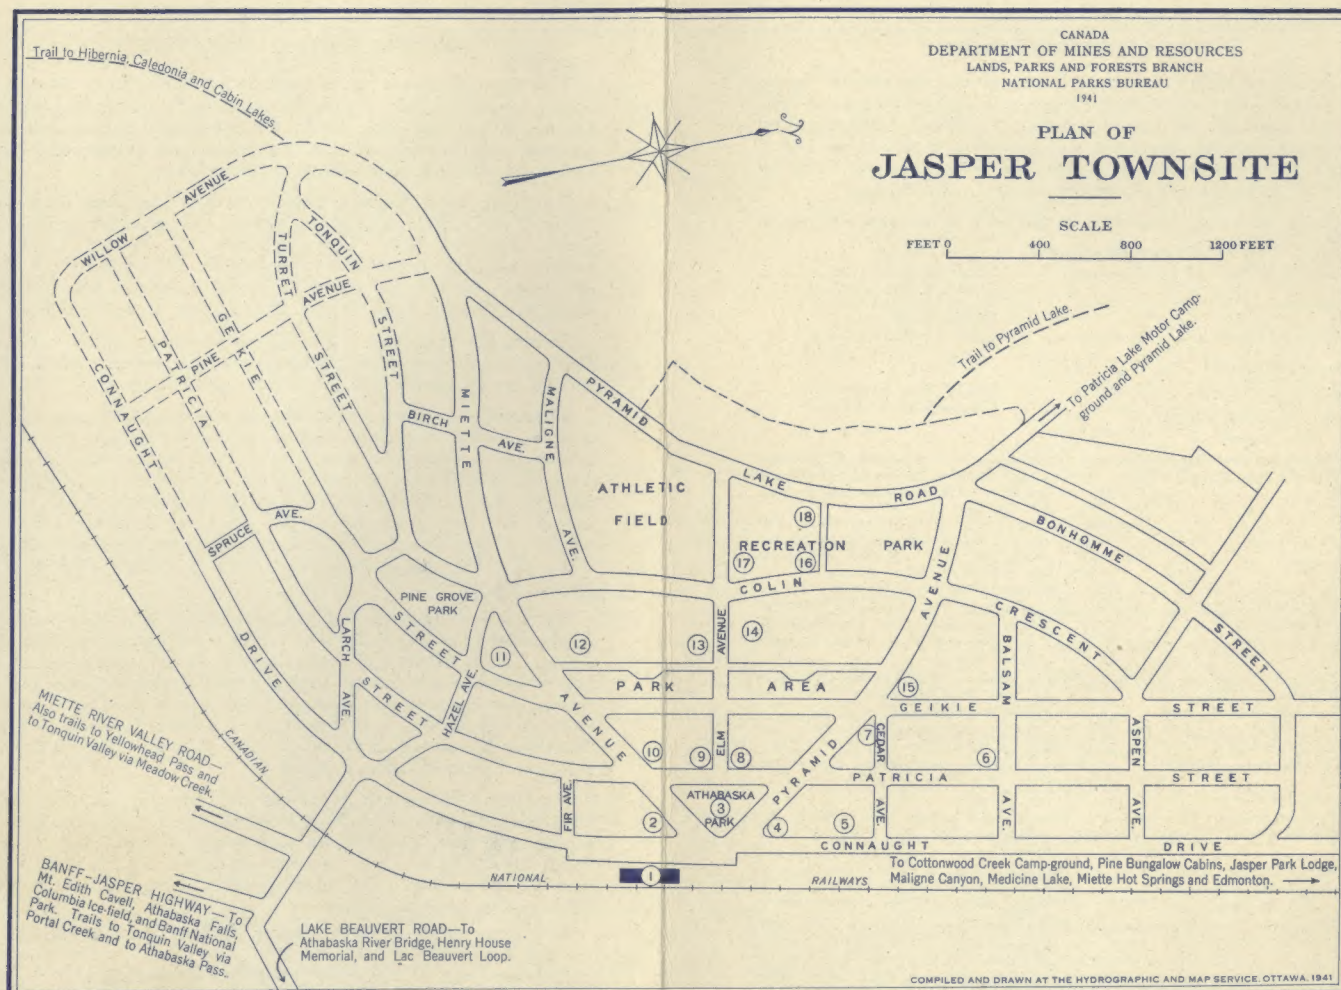 CANADA
DEPARTMENT OF MINES AND RESOURCES
LANDS, PARKS AND FORESTS BRANCH
NATIONAL PARKS BUREAU
1941
PLAN OF
JASPER TOWNSITE
SCALE
FEET 0 400 800 1200 FEET
Trail to Hibernia, Caledonia and Cabin Lakes.
WILLOW AVENUE
TURRET STREET
TONQUIN STREET
PINE AVENUE
CONNAUGHT DRIVE
PATRICIA STREET
GEIKIE STREET
BIRCH AVE.
MIETTE AVENUE
MALIGNE AVE.
PYRAMID LAKE ROAD
Trail to Pyramid Lake.
To Patricia Lake Motor Camp-
ground and Pyramid Lake.
ATHLETIC
FIELD
18
RECREATION PARK
17
16
COLIN CRESCENT
BONHOMME STREET
SPRUCE AVE.
PINE GROVE
PARK
LARCH AVE.
HAZEL AVE.
11
12
13
14
ELM AVENUE
PARK AREA
15
PYRAMID AVENUE
BALSAM AVE.
GEIKIE STREET
ASPEN AVE.
CEDAR AVE.
10
9
8
7
6
PATRICIA STREET
FIR AVE.
2
ATHABASKA
3
PARK
4
5
CONNAUGHT DRIVE
1
CANADIAN NATIONAL RAILWAYS
To Cottonwood Creek Camp-ground, Pine Bungalow Cabins, Jasper Park Lodge,
Maligne Canyon, Medicine Lake, Miette Hot Springs and Edmonton.
MIETTE RIVER VALLEY ROAD—
Also trails to Yellowhead Pass and
to Tonquin Valley via Meadow Creek.
BANFF-JASPER HIGHWAY—To
Mt. Edith Cavell, Athabaska Falls,
Columbia Ice-field, and Banff National
Park. Trails to Tonquin Valley via
Portal Creek and to Athabaska Pass.
LAKE BEAUVERT ROAD—To
Athabaska River Bridge, Henry House
Memorial, and Lac Beauvert Loop.
COMPILED AND DRAWN AT THE HYDROGRAPHIC AND MAP SERVICE. OTTAWA. 1941